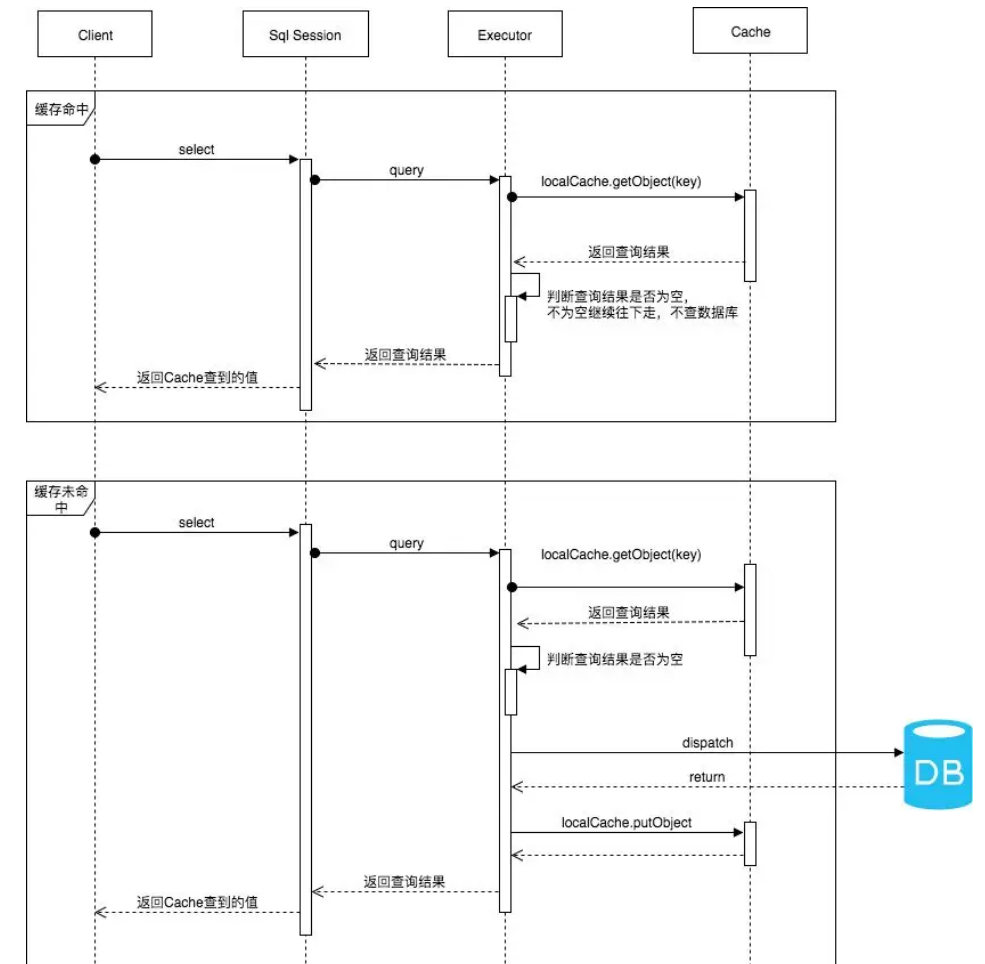 Client
Sql Session
Executor
Cache
缓存命中
select
query
localCache.getObject(key)
返回查询结果
判断查询结果是否为空，
不为空继续往下走，不查数据库
返回查询结果
返回Cache查到的值
缓存未命
中
select
query
localCache.getObject(key)
返回查询结果
判断查询结果是否为空
dispatch
DB
return
localCache.putObject
返回查询结果
返回Cache查到的值